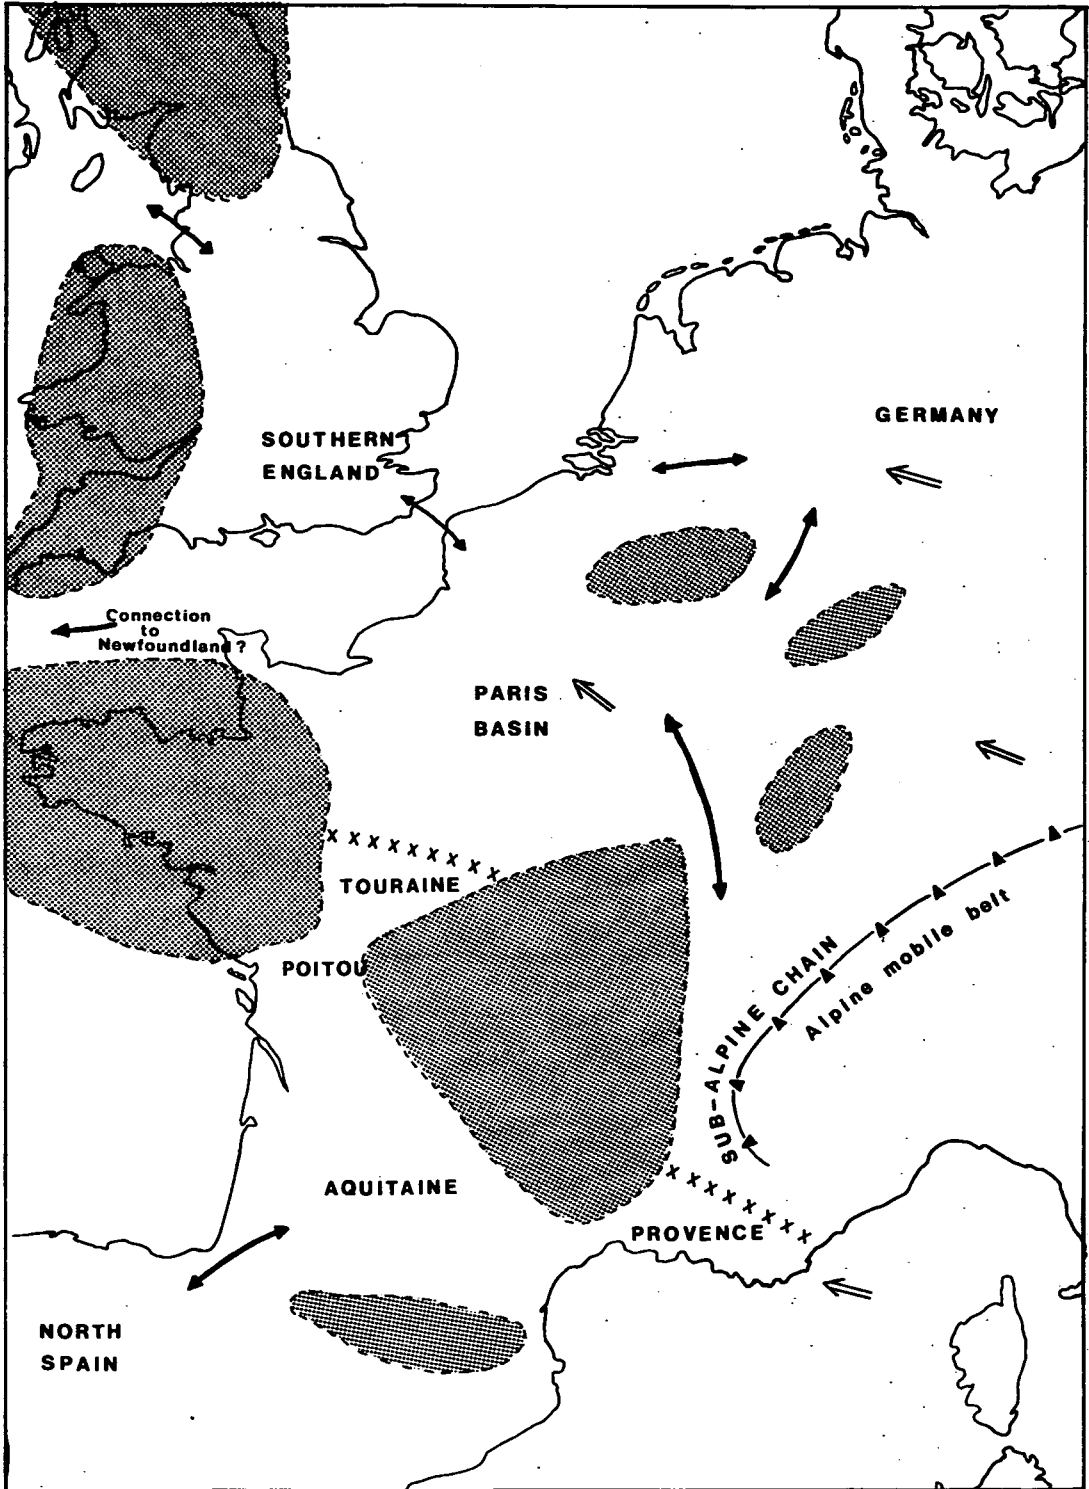 SOUTHERN
ENGLAND
GERMANY
Connection
to
Newfoundland?
PARIS
BASIN
x x x x x x x x x x
TOURAINE
POITOU
SUB-ALPINE CHAIN
Alpine mobile belt
AQUITAINE
x x x x x x x x
PROVENCE
NORTH
SPAIN